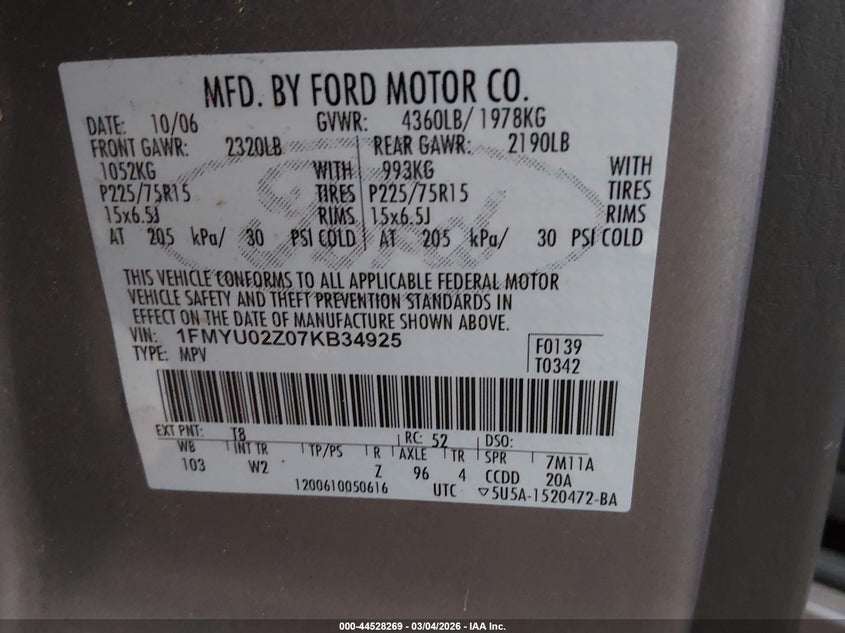 MFD. BY FORD MOTOR CO.
DATE: 10/06 GVWR: 4360LB/ 1978KG
FRONT GAWR: 2320LB REAR GAWR: 2190LB
1052KG WITH 993KG WITH
P225/75R15 TIRES P225/75R15 TIRES
15x6.5J RIMS 15x6.5J RIMS
AT 205 kPa/ 30 PSI COLD AT 205 kPa/ 30 PSI COLD
Ford
THIS VEHICLE CONFORMS TO ALL APPLICABLE FEDERAL MOTOR
VEHICLE SAFETY AND THEFT PREVENTION STANDARDS IN
EFFECT ON THE DATE OF MANUFACTURE SHOWN ABOVE.
VIN: 1FMYU02Z07KB34925
TYPE: MPV
F0139
T0342
EXT PNT: T8 RC: 52 DSO:
WB INT TR TP/PS R AXLE TR SPR 7M11A
103 W2 Z 96 4 CCDD 20A
1200610050616 UTC ▽5U5A-1520472-BA
000-44528269 - 03/04/2026 - IAA Inc.